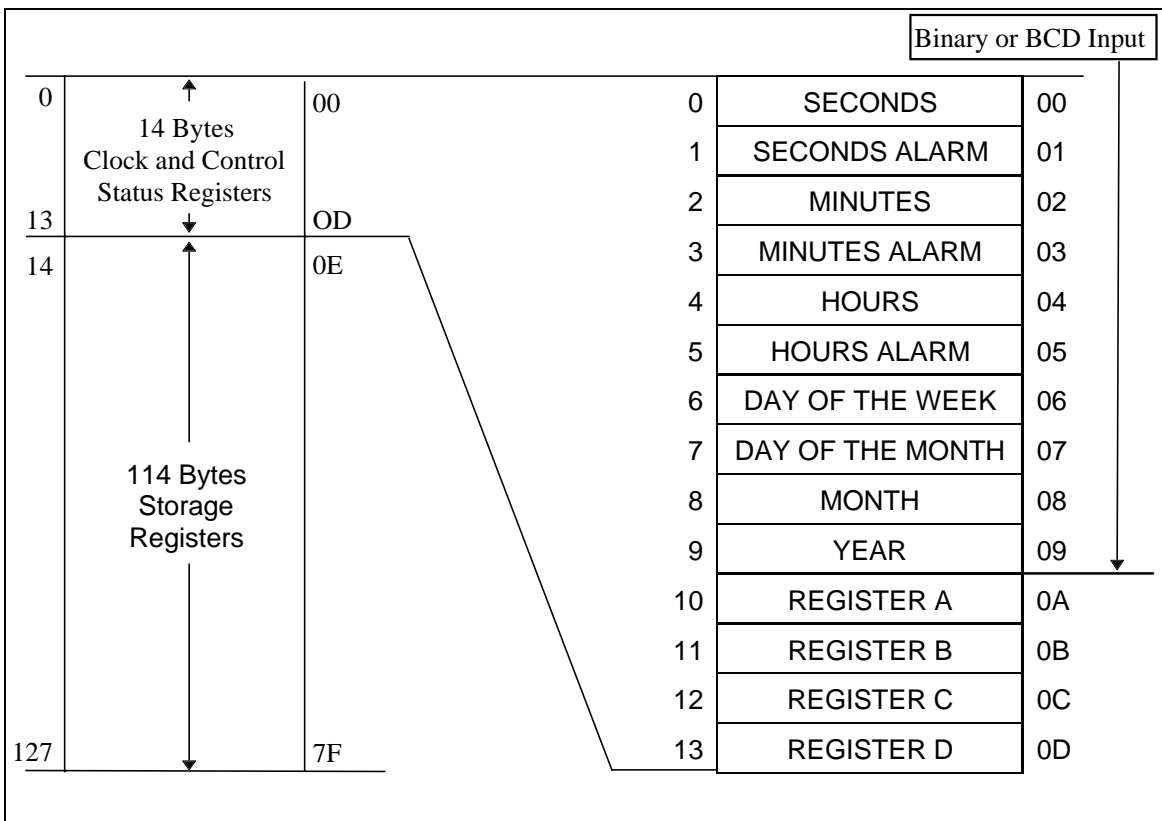 Binary or BCD Input
0
14 Bytes
Clock and Control
Status Registers
00
13
OD
14
0E
114 Bytes
Storage
Registers
127
7F
0 SECONDS 00
1 SECONDS ALARM 01
2 MINUTES 02
3 MINUTES ALARM 03
4 HOURS 04
5 HOURS ALARM 05
6 DAY OF THE WEEK 06
7 DAY OF THE MONTH 07
8 MONTH 08
9 YEAR 09
10 REGISTER A 0A
11 REGISTER B 0B
12 REGISTER C 0C
13 REGISTER D 0D